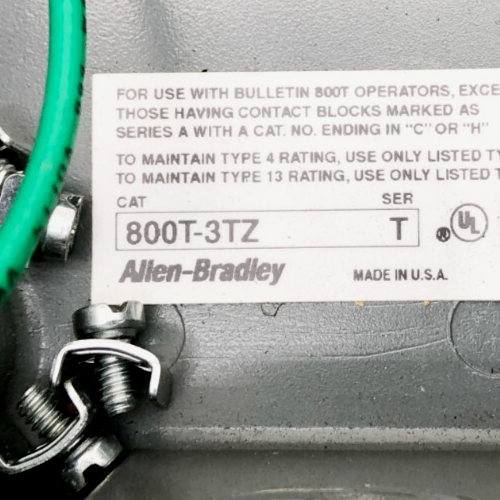 FOR USE WITH BULLETIN 800T OPERATORS, EXCE
THOSE HAVING CONTACT BLOCKS MARKED AS
SERIES A WITH A CAT. NO. ENDING IN "C" OR "H"
TO MAINTAIN TYPE 4 RATING, USE ONLY LISTED TY
TO MAINTAIN TYPE 13 RATING, USE ONLY LISTED T
CAT SER
800T-3TZ T ® UL
Allen-Bradley MADE IN U.S.A.